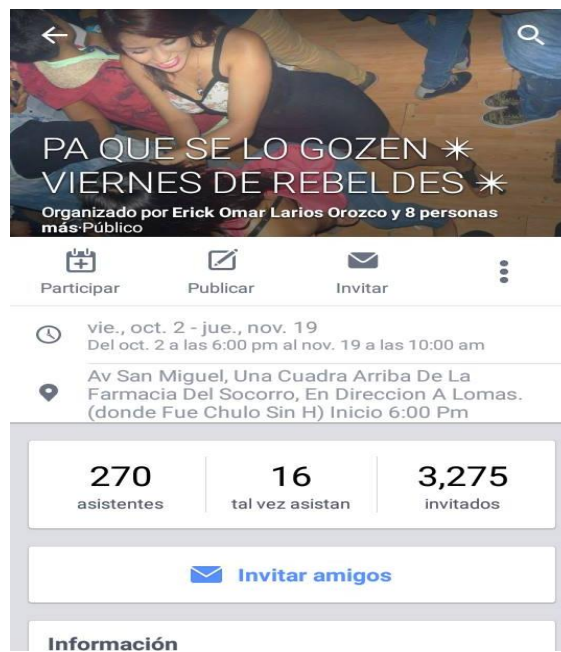 PA QUE SE LO GOZEN ✴
VIERNES DE REBELDES ✴
Organizado por Erick Omar Larios Orozco y 8 personas
más·Público
Participar
Publicar
Invitar
vie., oct. 2 - jue., nov. 19
Del oct. 2 a las 6:00 pm al nov. 19 a las 10:00 am
Av San Miguel, Una Cuadra Arriba De La
Farmacia Del Socorro, En Direccion A Lomas.
(donde Fue Chulo Sin H) Inicio 6:00 Pm
270
asistentes
16
tal vez asistan
3,275
invitados
Invitar amigos
Información